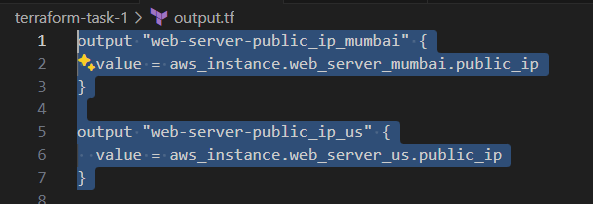 terraform-task-1 > output.tf
1 output "web-server-public_ip_mumbai" {
2 value = aws_instance.web_server_mumbai.public_ip
3 }
4
5 output "web-server-public_ip_us" {
6 value = aws_instance.web_server_us.public_ip
7 }